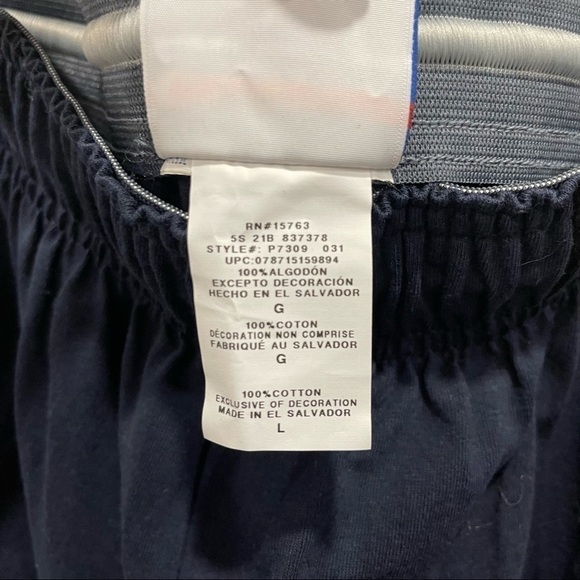 RN#15763
5S 21B 837378
STYLE#: P7309 031
UPC:078715159894
100%ALGODÓN
EXCEPTO DECORACIÓN
HECHO EN EL SALVADOR
G
100%COTON
DÉCORATION NON COMPRISE
FABRIQUÉ AU SALVADOR
G
100%COTTON
EXCLUSIVE OF DECORATION
MADE IN EL SALVADOR
L